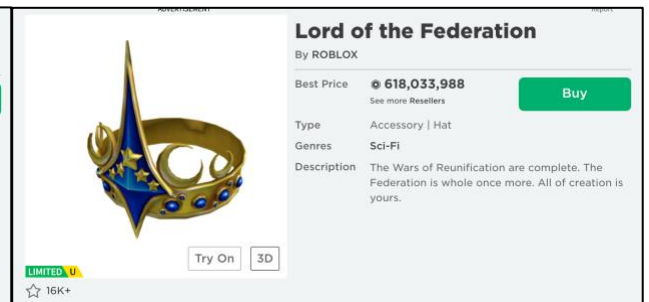 ADVERTISEMENT
Report
Lord of the Federation
By ROBLOX
Best Price 618,033,988
See more Resellers
Buy
Type Accessory | Hat
Genres Sci-Fi
Description The Wars of Reunification are complete. The
Federation is whole once more. All of creation is
yours.
Try On 3D
LIMITED U
16K+